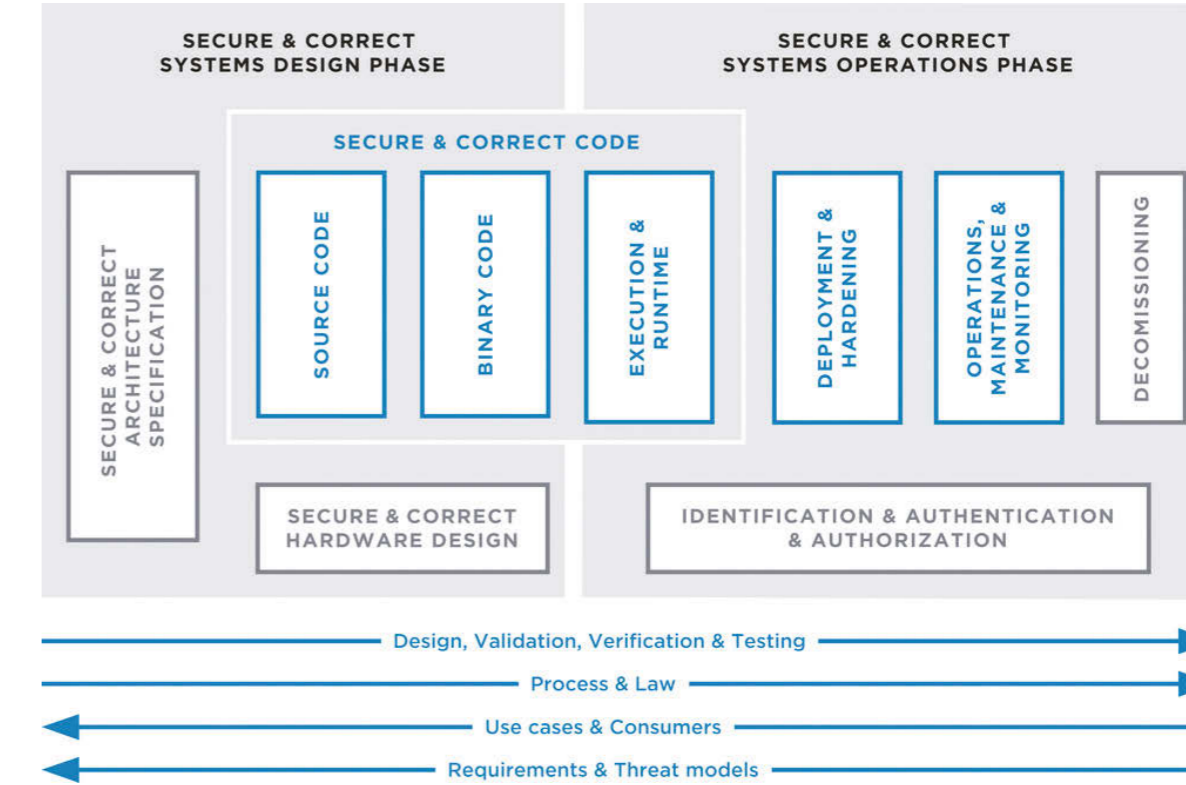 SECURE & CORRECT
SYSTEMS DESIGN PHASE
SECURE & CORRECT
SYSTEMS OPERATIONS PHASE
SECURE & CORRECT CODE
SECURE & CORRECT
ARCHITECTURE
SPECIFICATION
SOURCE CODE
BINARY CODE
EXECUTION &
RUNTIME
DEPLOYMENT &
HARDENING
OPERATIONS,
MAINTENANCE &
MONITORING
DECOMISSIONING
SECURE & CORRECT
HARDWARE DESIGN
IDENTIFICATION & AUTHENTICATION
& AUTHORIZATION
Design, Validation, Verification & Testing
Process & Law
Use cases & Consumers
Requirements & Threat models